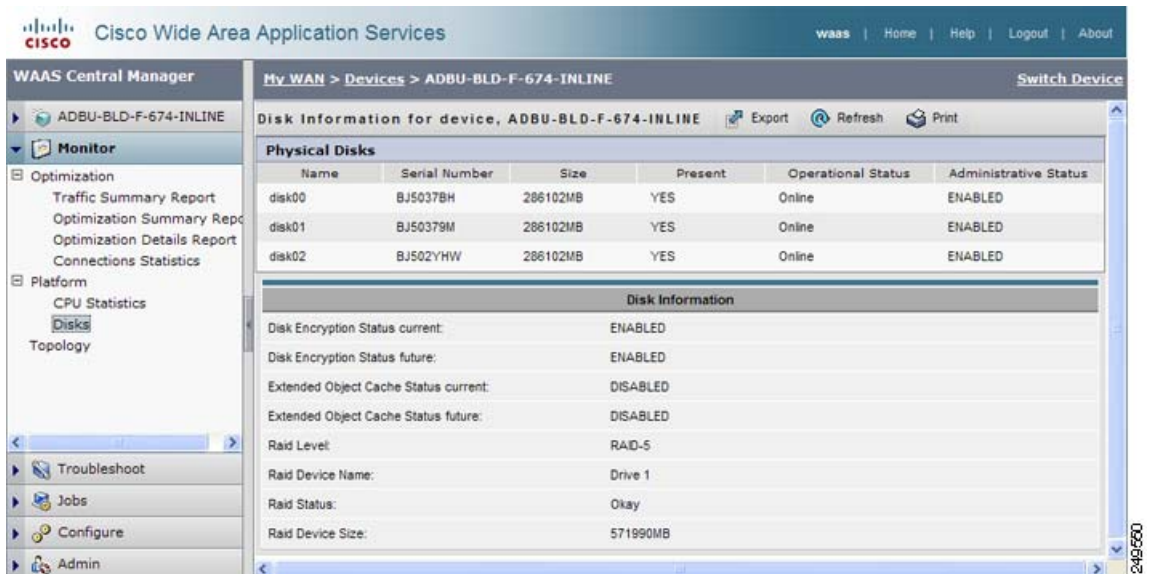 CISCO Cisco Wide Area Application Services waas | Home | Help | Logout | About
WAAS Central Manager
My WAN > Devices > ADBU-BLD-F-674-INLINE Switch Device
ADBU-BLD-F-674-INLINE
Disk Information for device, ADBU-BLD-F-674-INLINE Export Refresh Print
Monitor
Optimization
Traffic Summary Report
Optimization Summary Repo
Optimization Details Report
Connections Statistics
Platform
CPU Statistics
Disks
Topology
Troubleshoot
Jobs
Configure
Admin
Physical Disks
Name Serial Number Size Present Operational Status Administrative Status
disk00 BJ5037BH 286102MB YES Online ENABLED
disk01 BJ50379M 286102MB YES Online ENABLED
disk02 BJ502YHW 286102MB YES Online ENABLED
Disk Information
Disk Encryption Status current: ENABLED
Disk Encryption Status future: ENABLED
Extended Object Cache Status current: DISABLED
Extended Object Cache Status future: DISABLED
Raid Level: RAID-5
Raid Device Name: Drive 1
Raid Status: Okay
Raid Device Size: 571990MB
249550